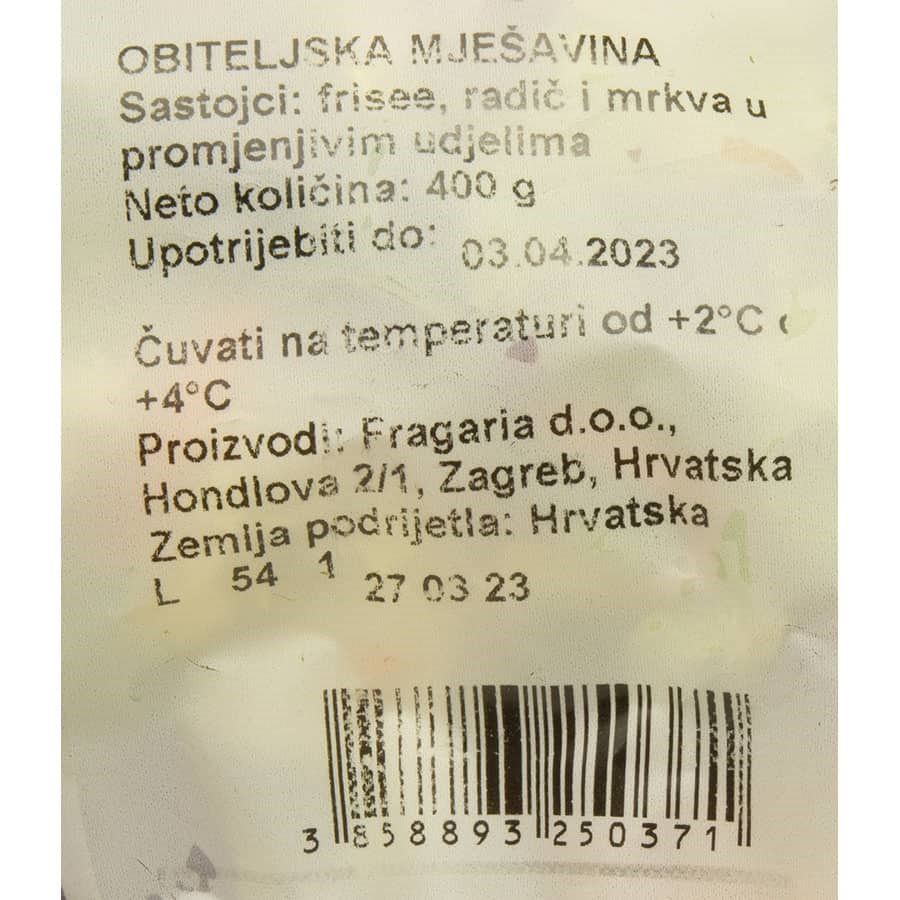 OBITELJSKA MJEŠAVINA
Sastojci: frisee, radič i mrkva u
promjenjivim udjelima
Neto količina: 400 g
Upotrijebiti do: 03.04.2023
Čuvati na temperaturi od +2°C
+4°C
Proizvodi: Fragaria d.o.o.,
Hondlova 2/1, Zagreb, Hrvatska
Zemlja podrijetla: Hrvatska
L 54 1 27 03 23
3 858893 250371